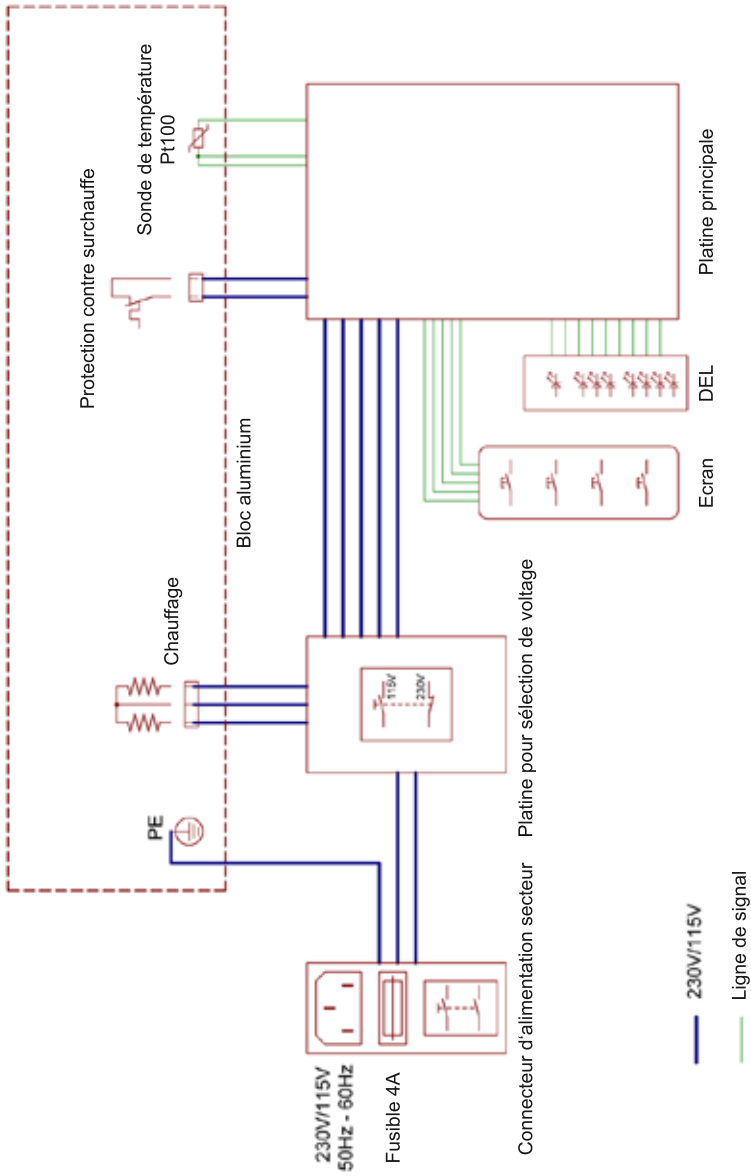 Sonde de température
Pt100
Protection contre surchauffe
Bloc aluminium
Chauffage
PE
Platine principale
DEL
Ecran
115V
230V
Platine pour sélection de voltage
Connecteur d'alimentation secteur
230V/115V
50Hz - 60Hz
Fusible 4A
230V/115V
Ligne de signal